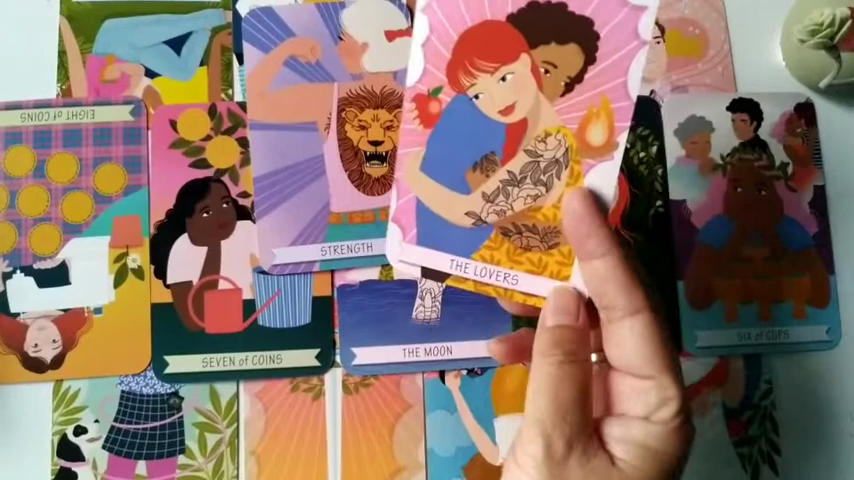 EIGHT OF COINS
STRENGTH
THE LOVERS
SEVEN of COINS
THE MOON
SIX of CUPS